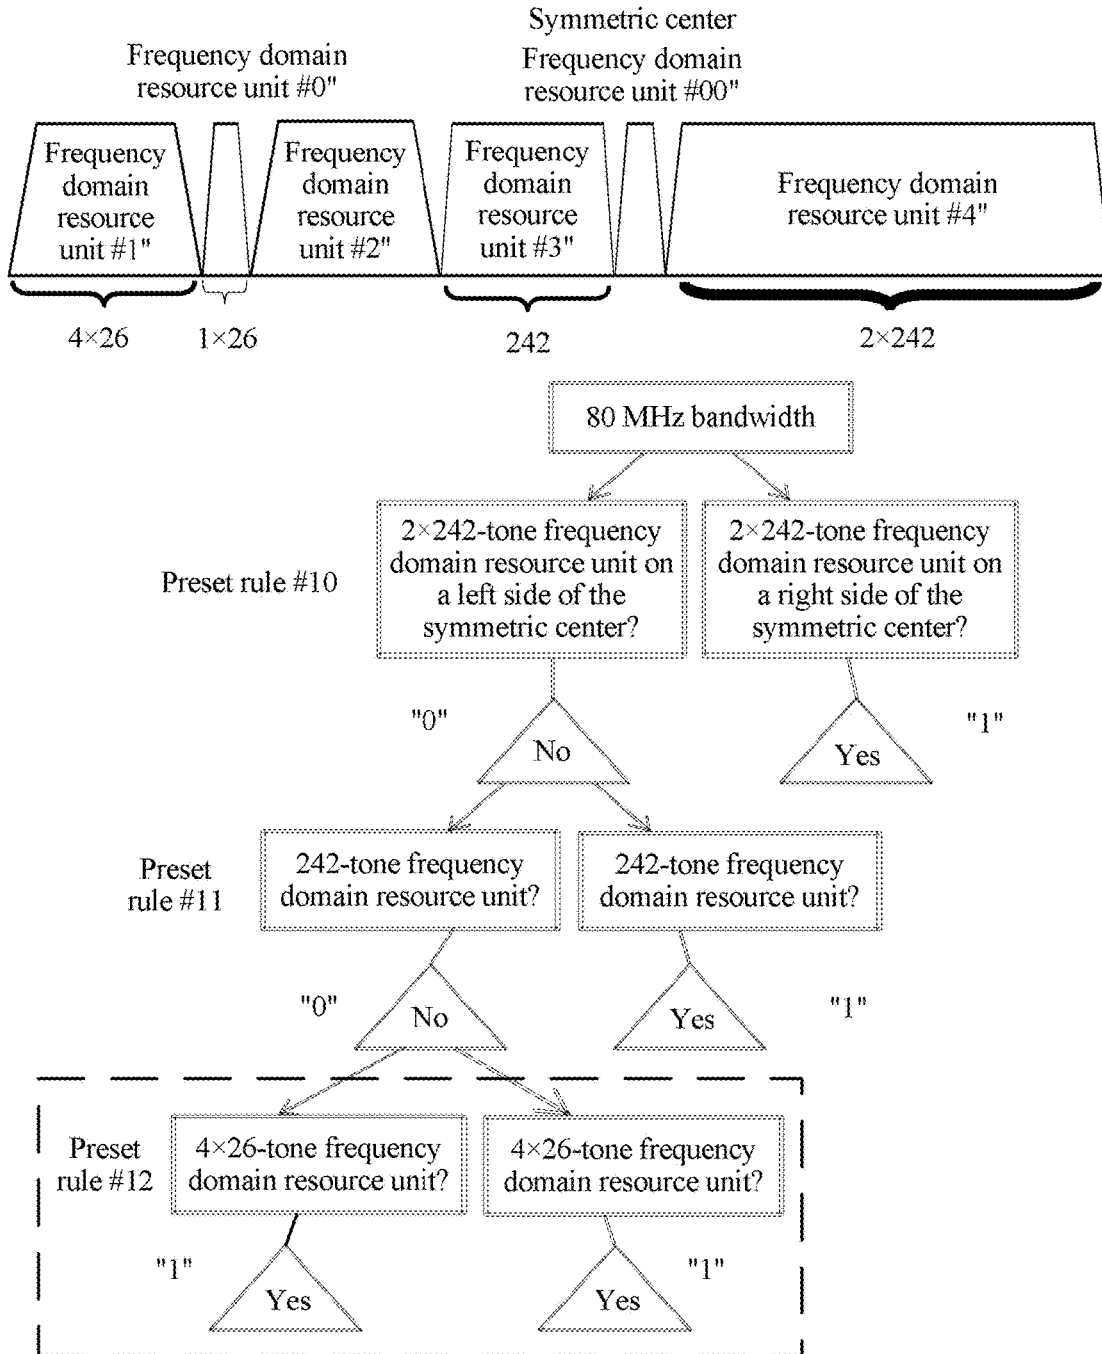 Symmetric center
Frequency domain
resource unit #0"
Frequency domain
resource unit #00"
Frequency
domain
resource
unit #1"
Frequency
domain
resource
unit #2"
Frequency
domain
resource
unit #3"
Frequency domain
resource unit #4"
4×26
1×26
242
2×242
80 MHz bandwidth
Preset rule #10
2×242-tone frequency
domain resource unit on
a left side of the
symmetric center?
2×242-tone frequency
domain resource unit on
a right side of the
symmetric center?
"0"
No
Yes
"1"
Preset
rule #11
242-tone frequency
domain resource unit?
242-tone frequency
domain resource unit?
"0"
No
Yes
"1"
Preset
rule #12
4×26-tone frequency
domain resource unit?
4×26-tone frequency
domain resource unit?
"1"
Yes
Yes
"1"